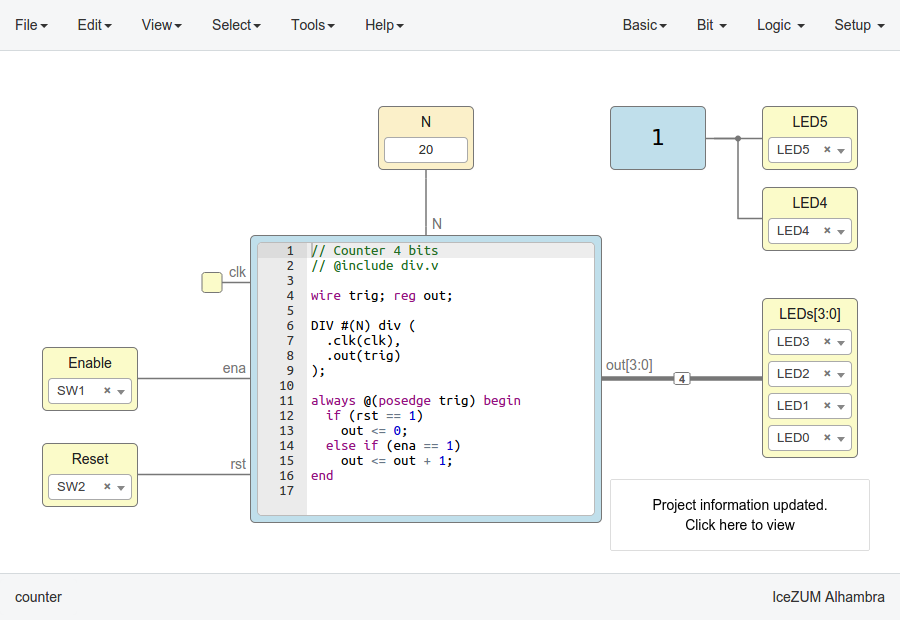 File Edit View Select Tools Help Basic Bit Logic Setup
N
20
N
1
LED5
LED5 ×
LED4
LED4 ×
clk
Enable
SW1 ×
ena
Reset
SW2 ×
rst
1 // Counter 4 bits
2 // @include div.v
3
4 wire trig; reg out;
5
6 DIV #(N) div (
7   .clk(clk),
8   .out(trig)
9 );
10
11 always @(posedge trig) begin
12   if (rst == 1)
13     out <= 0;
14   else if (ena == 1)
15     out <= out + 1;
16 end
17
out[3:0]
4
LEDs[3:0]
LED3 ×
LED2 ×
LED1 ×
LED0 ×
Project information updated.
Click here to view
counter
IceZUM Alhambra